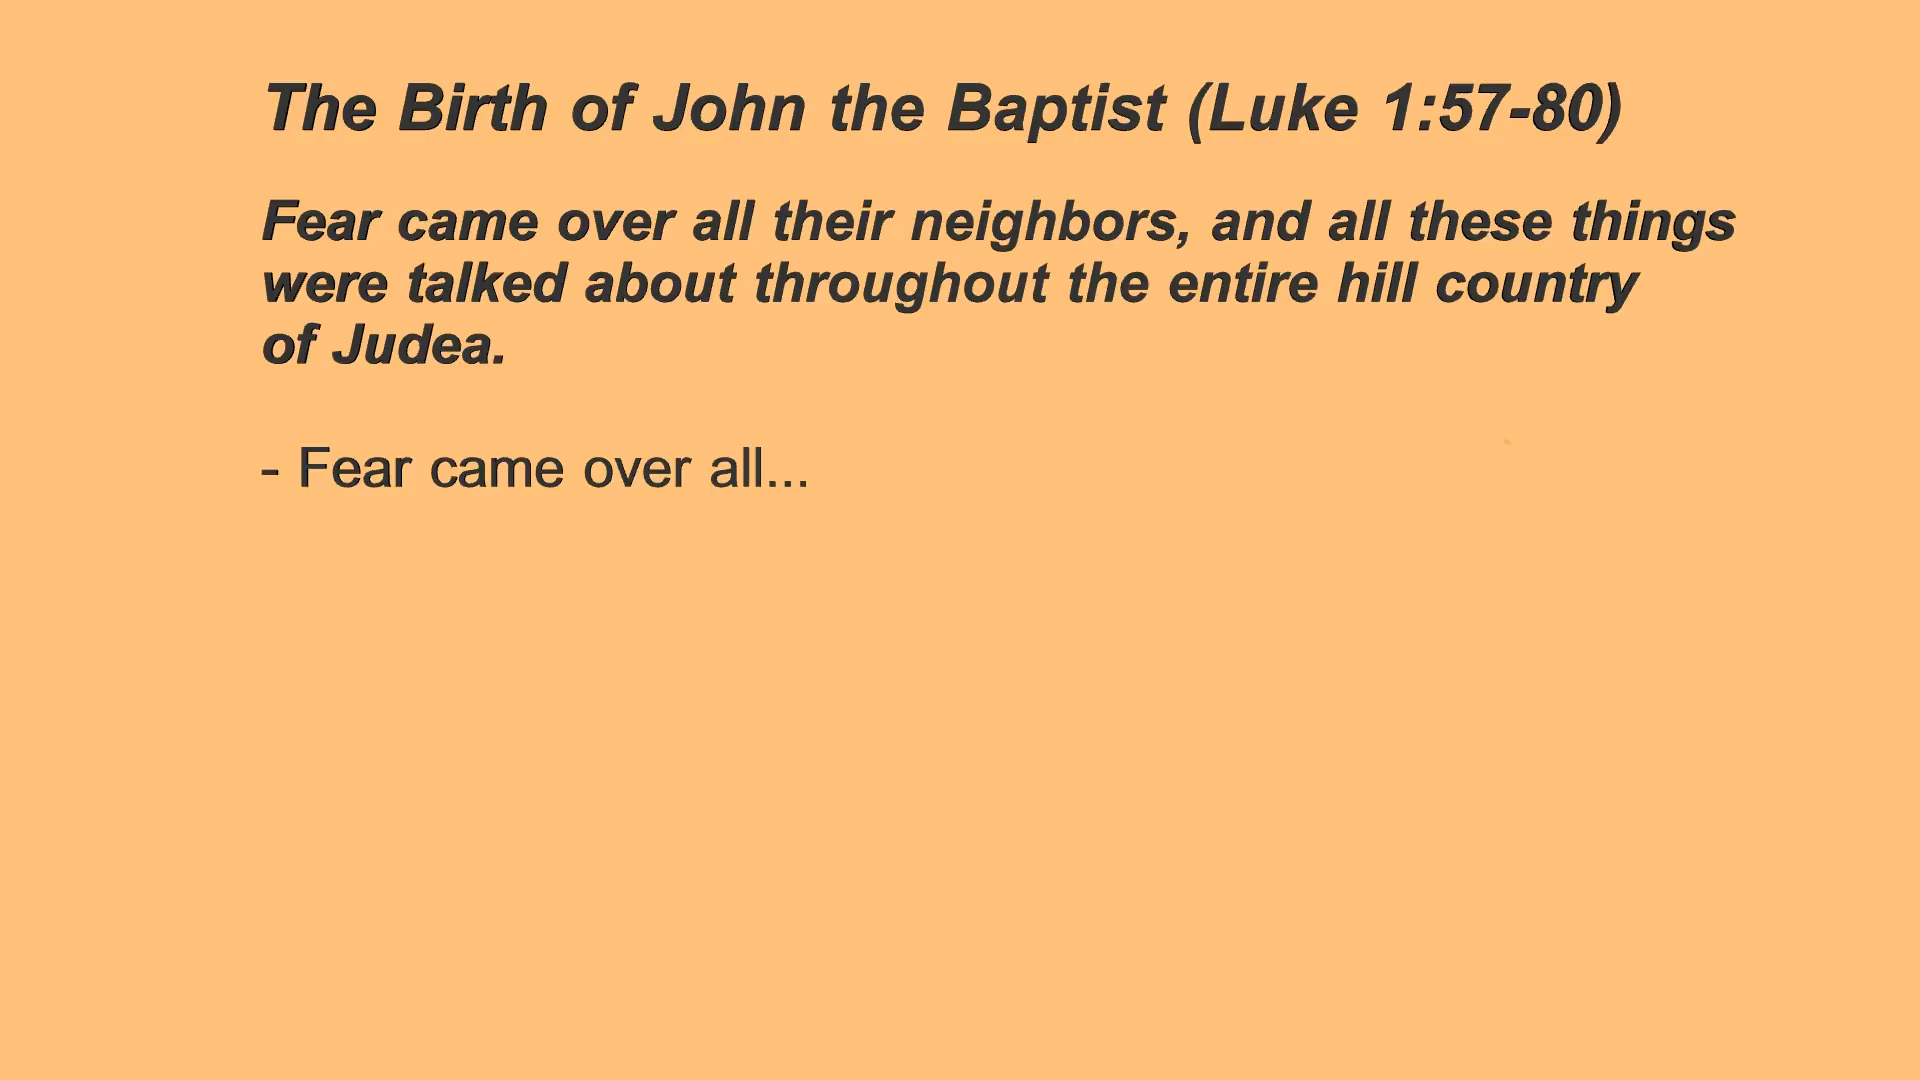 The Birth of John the Baptist (Luke 1:57-80)
Fear came over all their neighbors, and all these things
were talked about throughout the entire hill country
of Judea.
- Fear came over all...